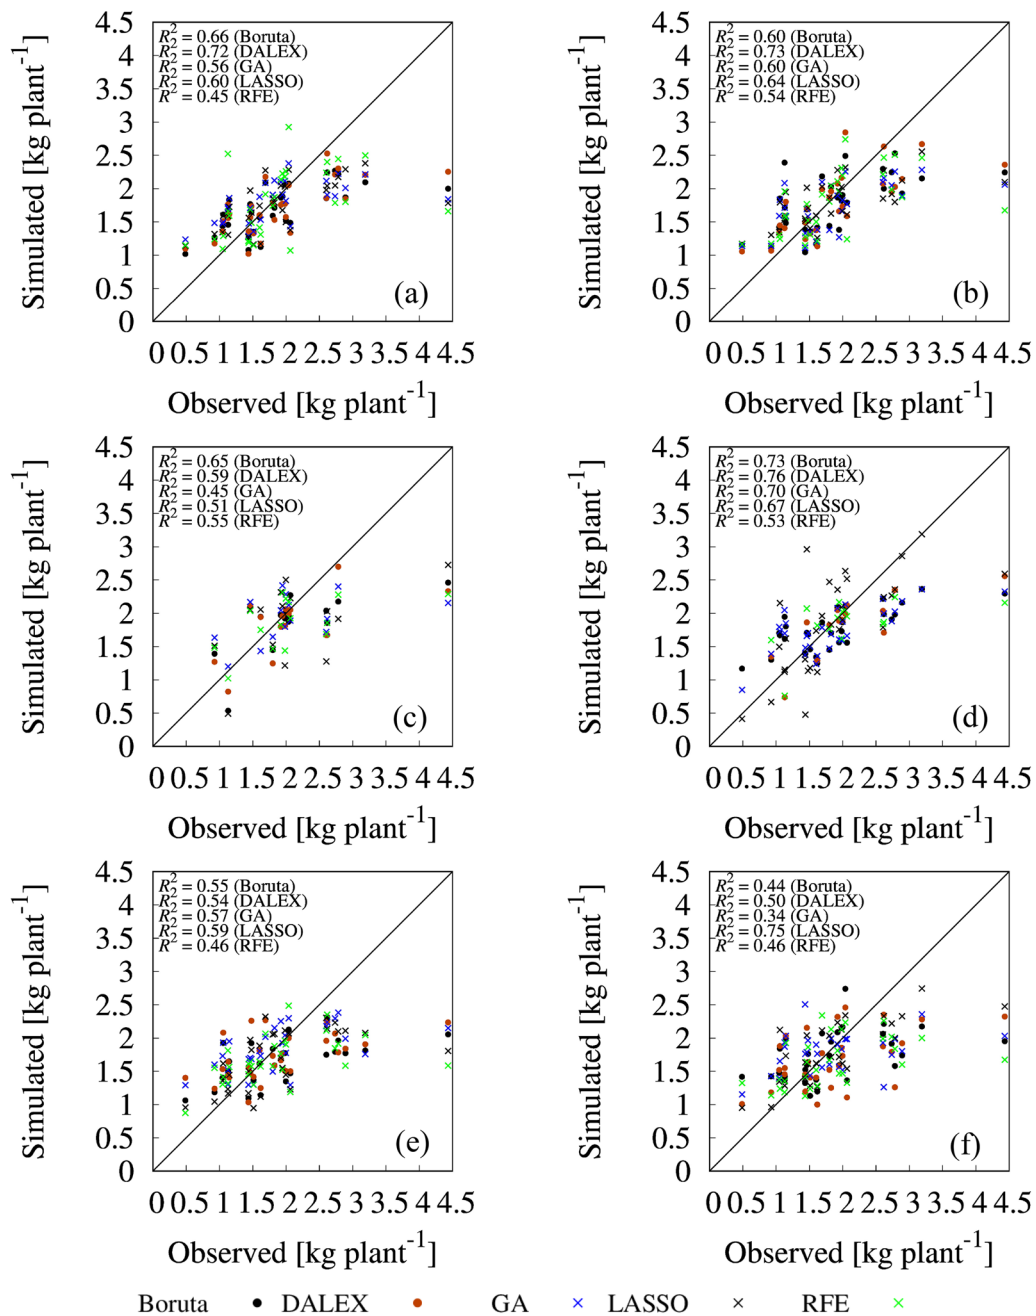 R² = 0.66 (Boruta)
R² = 0.72 (DALEX)
R² = 0.56 (GA)
R² = 0.60 (LASSO)
R² = 0.45 (RFE)
4.5
4
3.5
3
2.5
2
1.5
1
0.5
0
Simulated [kg plant⁻¹]
(a)
0 0.5 1 1.5 2 2.5 3 3.5 4 4.5
Observed [kg plant⁻¹]
R² = 0.60 (Boruta)
R² = 0.73 (DALEX)
R² = 0.60 (GA)
R² = 0.64 (LASSO)
R² = 0.54 (RFE)
4.5
4
3.5
3
2.5
2
1.5
1
0.5
0
Simulated [kg plant⁻¹]
(b)
0 0.5 1 1.5 2 2.5 3 3.5 4 4.5
Observed [kg plant⁻¹]
R² = 0.65 (Boruta)
R² = 0.59 (DALEX)
R² = 0.45 (GA)
R² = 0.51 (LASSO)
R² = 0.55 (RFE)
4.5
4
3.5
3
2.5
2
1.5
1
0.5
0
Simulated [kg plant⁻¹]
(c)
0 0.5 1 1.5 2 2.5 3 3.5 4 4.5
Observed [kg plant⁻¹]
R² = 0.73 (Boruta)
R² = 0.76 (DALEX)
R² = 0.70 (GA)
R² = 0.67 (LASSO)
R² = 0.53 (RFE)
4.5
4
3.5
3
2.5
2
1.5
1
0.5
0
Simulated [kg plant⁻¹]
(d)
0 0.5 1 1.5 2 2.5 3 3.5 4 4.5
Observed [kg plant⁻¹]
R² = 0.55 (Boruta)
R² = 0.54 (DALEX)
R² = 0.57 (GA)
R² = 0.59 (LASSO)
R² = 0.46 (RFE)
4.5
4
3.5
3
2.5
2
1.5
1
0.5
0
Simulated [kg plant⁻¹]
(e)
0 0.5 1 1.5 2 2.5 3 3.5 4 4.5
Observed [kg plant⁻¹]
R² = 0.44 (Boruta)
R² = 0.50 (DALEX)
R² = 0.34 (GA)
R² = 0.75 (LASSO)
R² = 0.46 (RFE)
4.5
4
3.5
3
2.5
2
1.5
1
0.5
0
Simulated [kg plant⁻¹]
(f)
0 0.5 1 1.5 2 2.5 3 3.5 4 4.5
Observed [kg plant⁻¹]
Boruta DALEX GA LASSO RFE